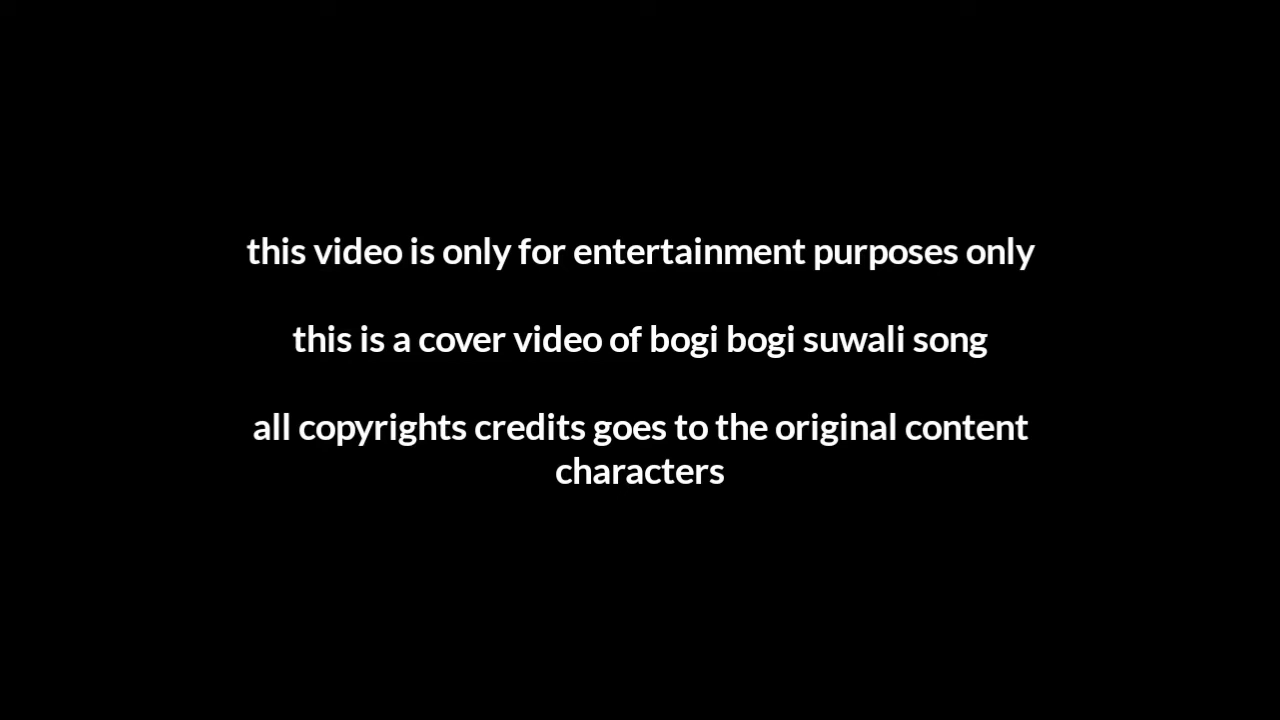 this video is only for entertainment purposes only
this is a cover video of bogi bogi suwali song
all copyrights credits goes to the original content
characters